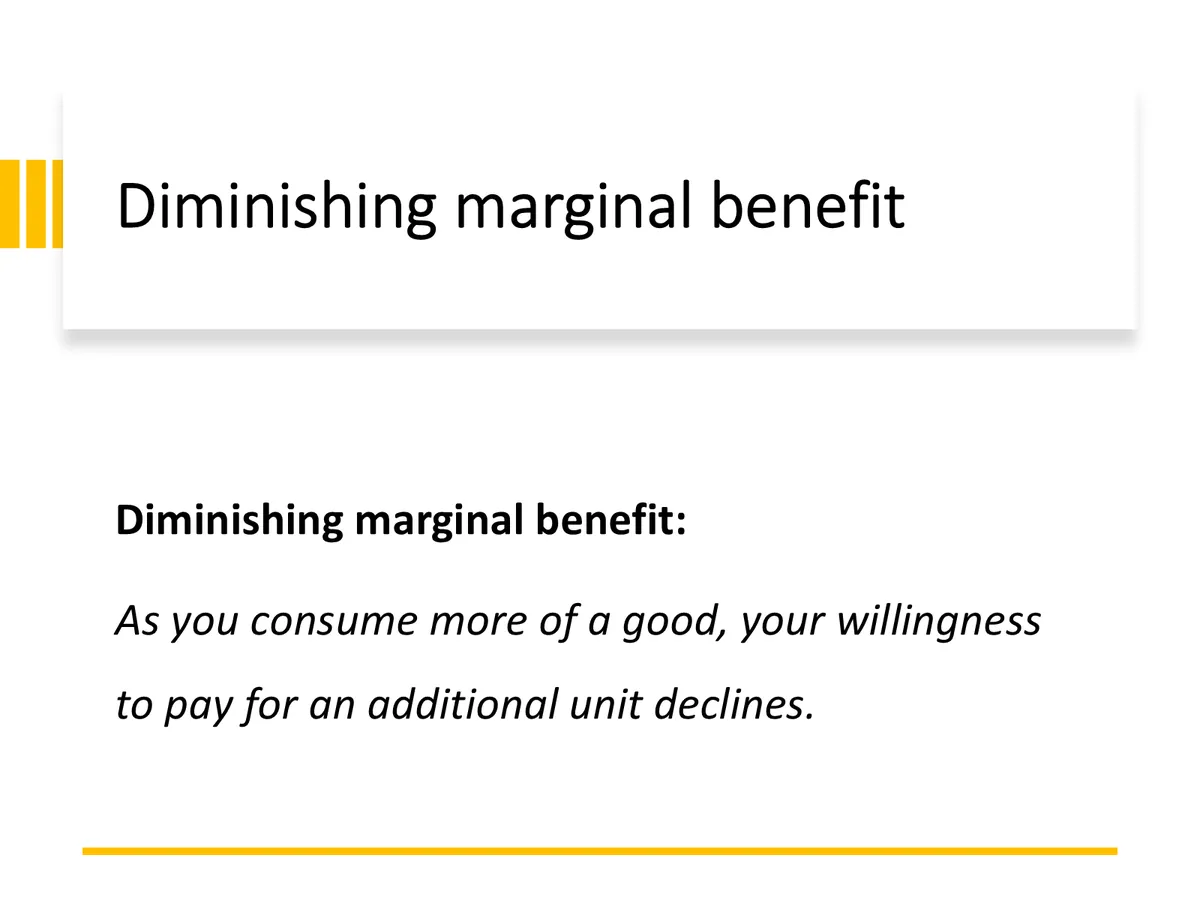 Diminishing marginal benefit
Diminishing marginal benefit:
As you consume more of a good, your willingness
to pay for an additional unit declines.